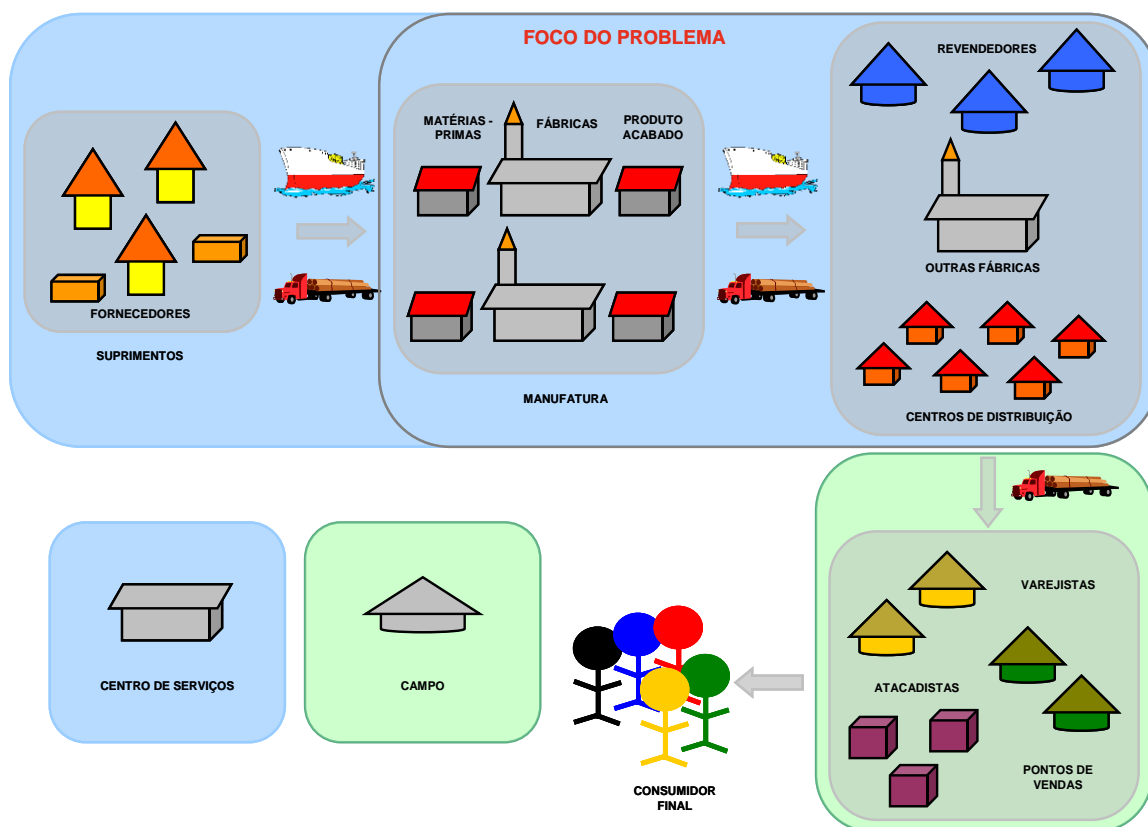 FOCO DO PROBLEMA
REVENDEDORES
MATÉRIAS -
PRIMAS
FÁBRICAS
PRODUTO
ACABADO
OUTRAS FÁBRICAS
FORNECEDORES
SUPRIMENTOS
MANUFATURA
CENTROS DE DISTRIBUIÇÃO
VAREJISTAS
ATACADISTAS
PONTOS DE
VENDAS
CENTRO DE SERVIÇOS
CAMPO
CONSUMIDOR
FINAL